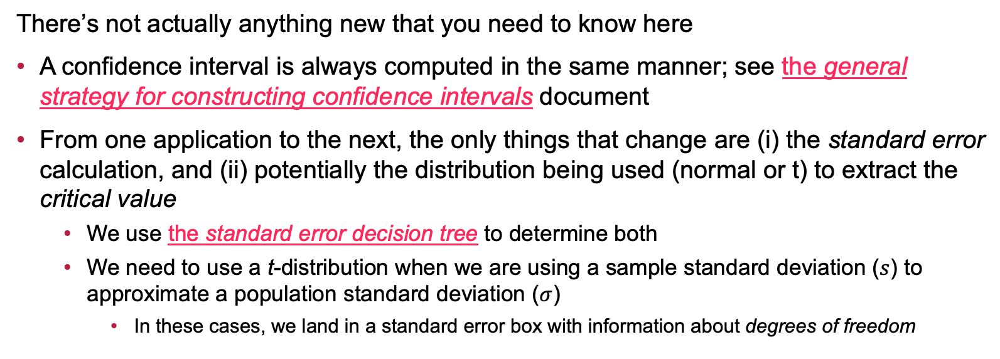 There’s not actually anything new that you need to know here
• A confidence interval is always computed in the same manner; see the general
strategy for constructing confidence intervals document
• From one application to the next, the only things that change are (i) the standard error
calculation, and (ii) potentially the distribution being used (normal or t) to extract the
critical value
• We use the standard error decision tree to determine both
• We need to use a t-distribution when we are using a sample standard deviation (s) to
approximate a population standard deviation (σ)
• In these cases, we land in a standard error box with information about degrees of freedom